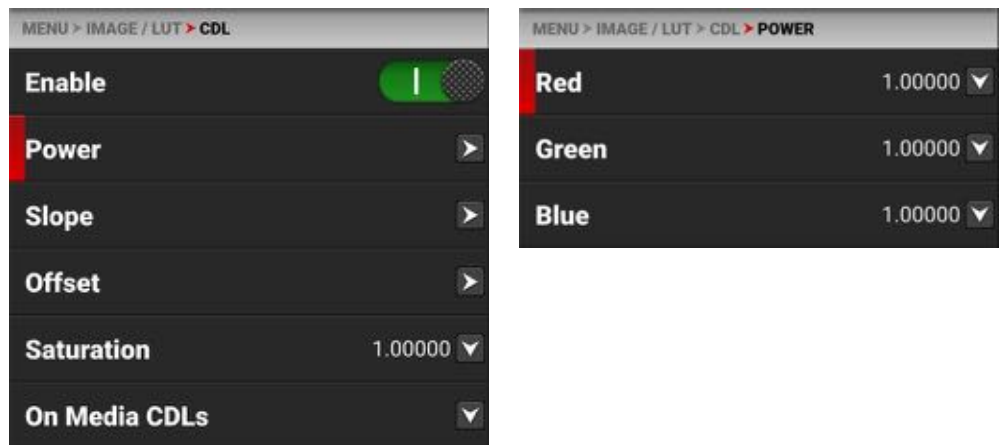 MENU > IMAGE / LUT > CDL
Enable
Power
Slope
Offset
Saturation 1.00000
On Media CDLs
MENU > IMAGE / LUT > CDL > POWER
Red 1.00000
Green 1.00000
Blue 1.00000